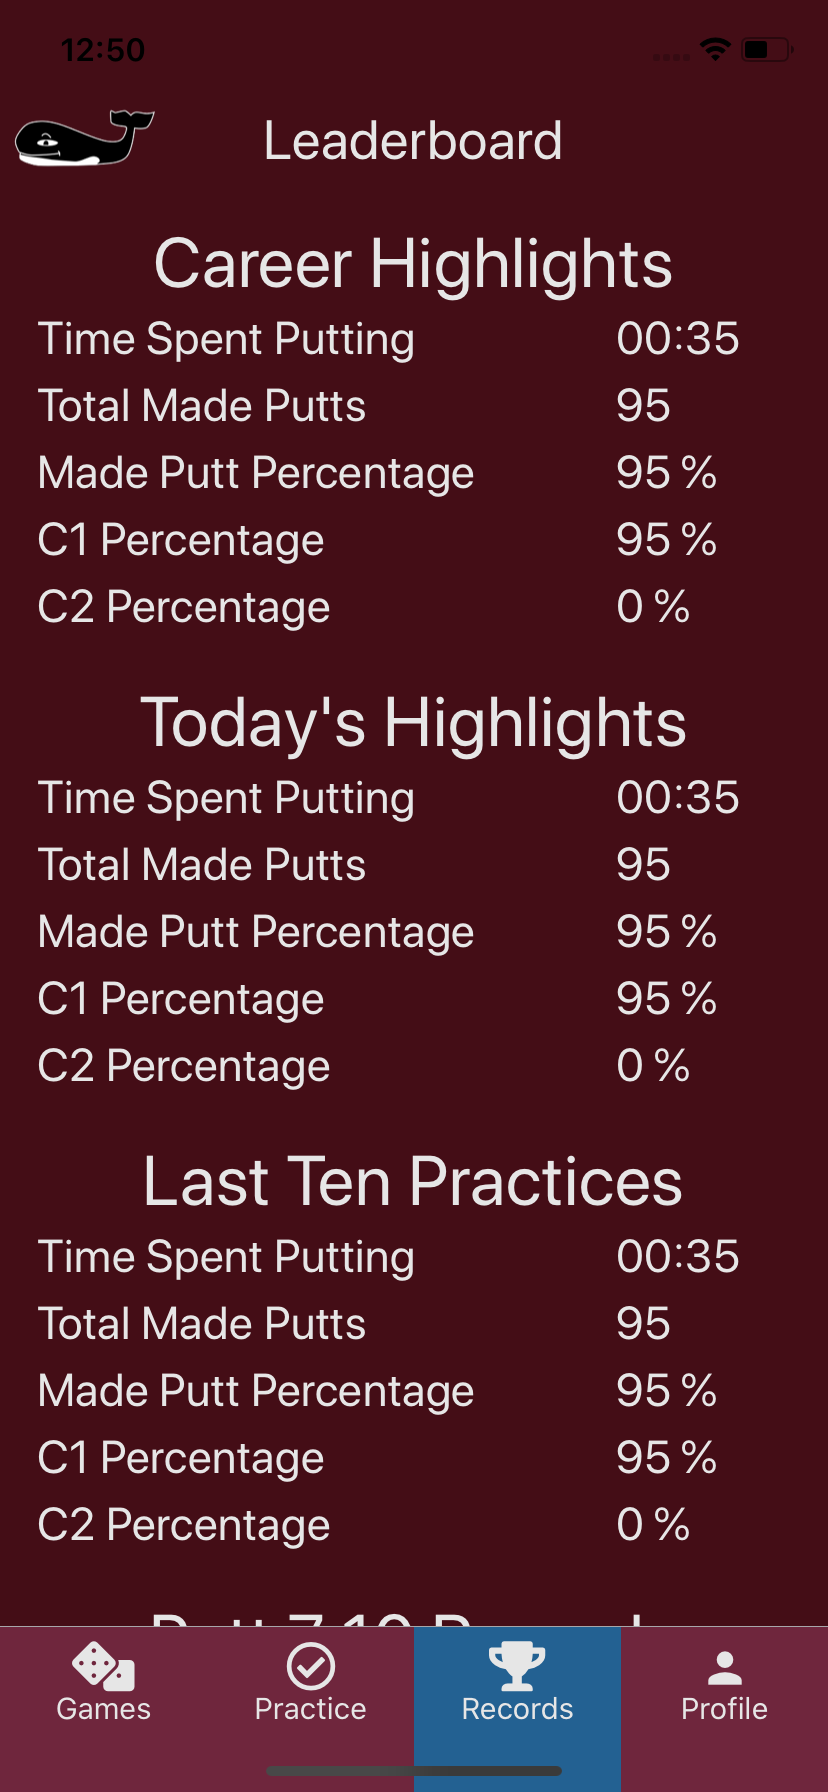 12:50
Leaderboard
Career Highlights
Time Spent Putting 00:35
Total Made Putts 95
Made Putt Percentage 95 %
C1 Percentage 95 %
C2 Percentage 0 %
Today's Highlights
Time Spent Putting 00:35
Total Made Putts 95
Made Putt Percentage 95 %
C1 Percentage 95 %
C2 Percentage 0 %
Last Ten Practices
Time Spent Putting 00:35
Total Made Putts 95
Made Putt Percentage 95 %
C1 Percentage 95 %
C2 Percentage 0 %
Games Practice Records Profile